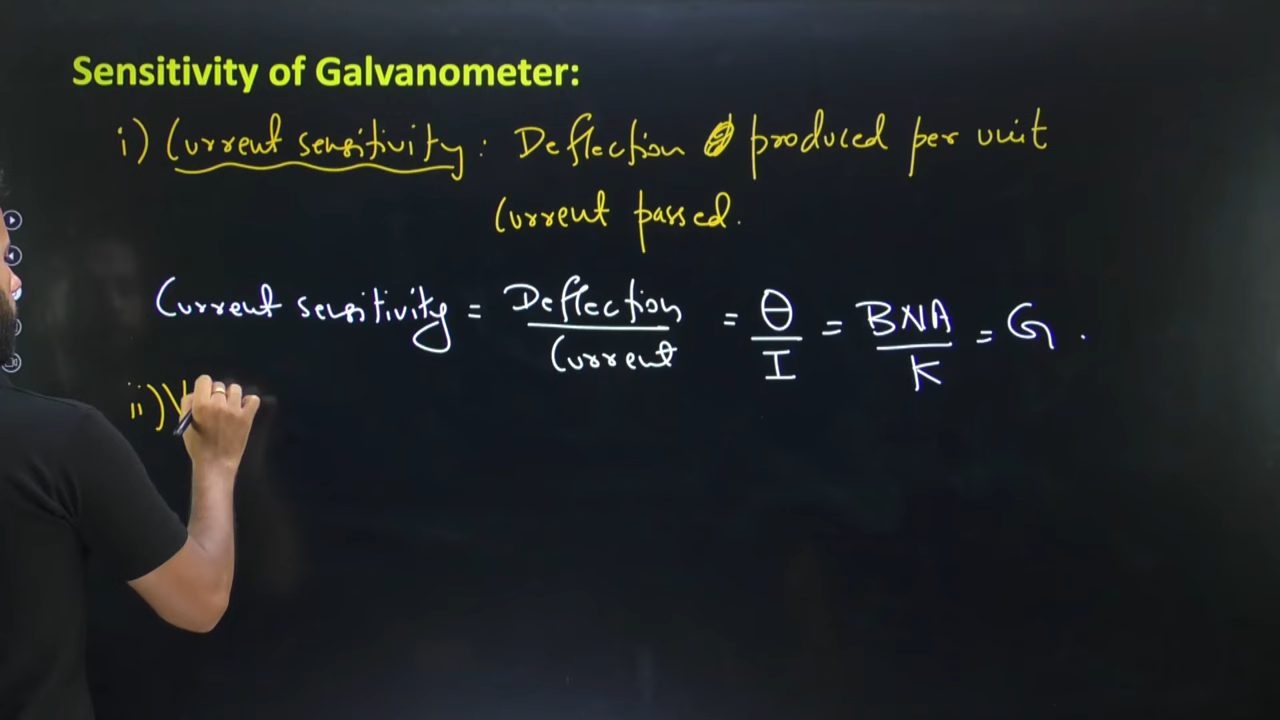 Sensitivity of Galvanometer:
i) Current sensitivity : Deflection produced per unit
Current passed.
Current sensitivity = Deflection / Current = θ / I = BNA / K = G .
ii) V